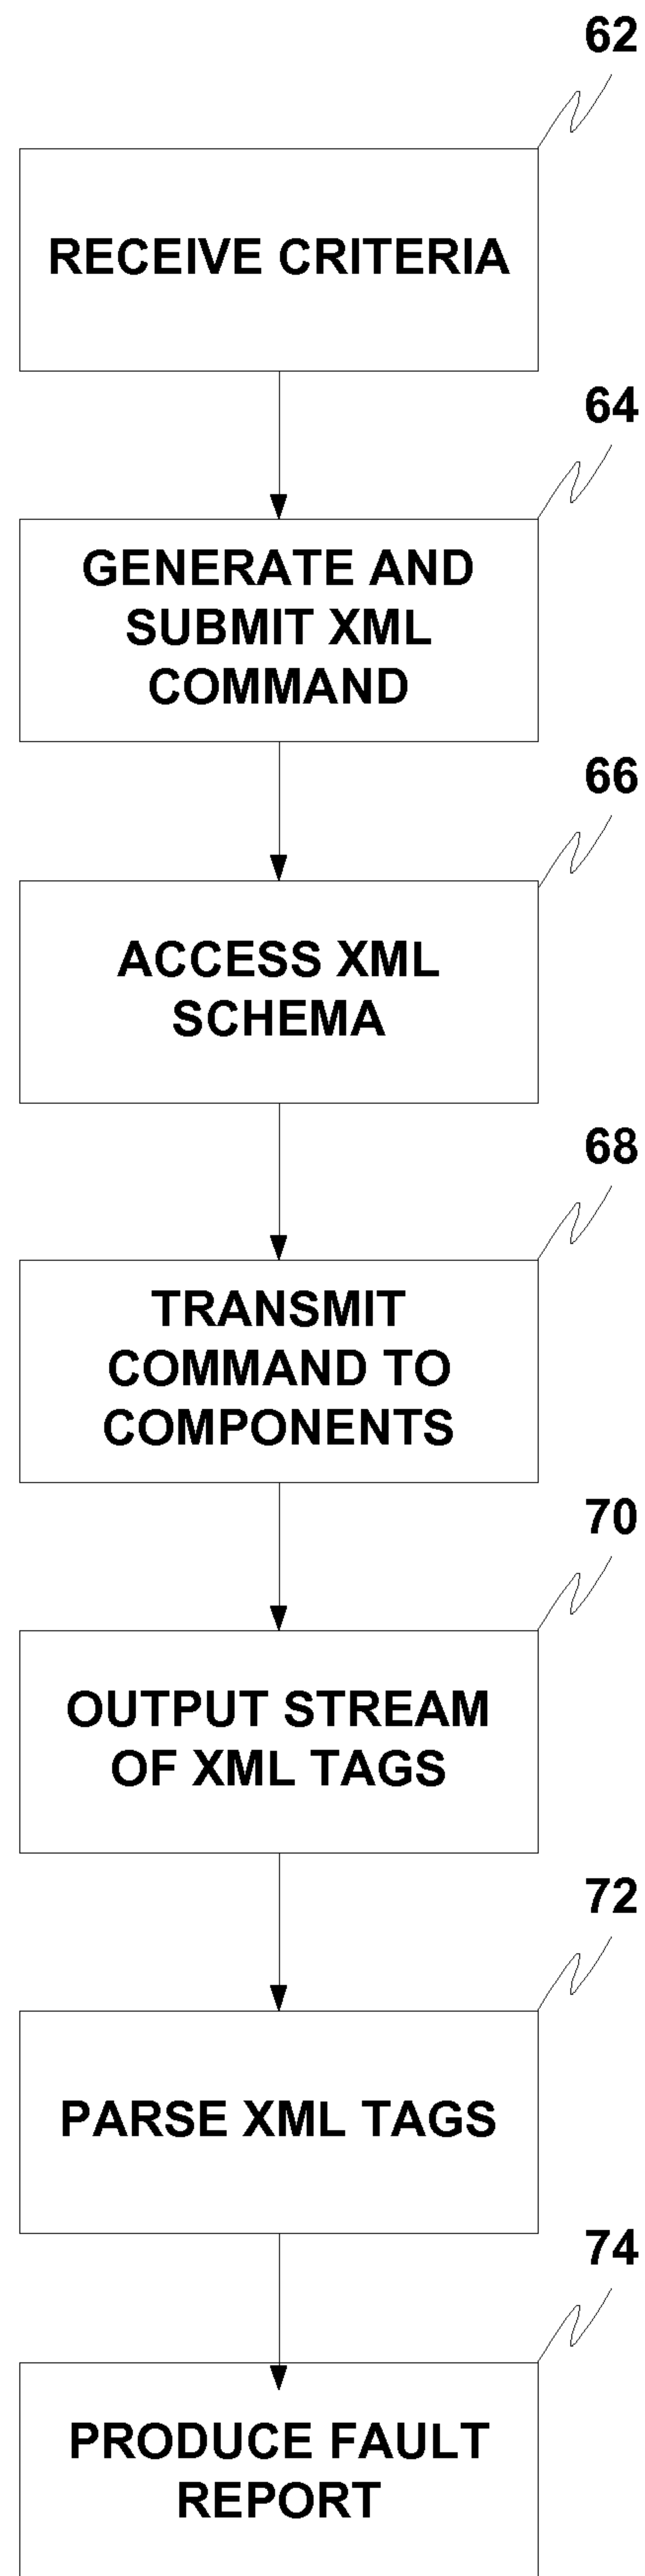 62
RECEIVE CRITERIA
64
GENERATE AND
SUBMIT XML
COMMAND
66
ACCESS XML
SCHEMA
68
TRANSMIT
COMMAND TO
COMPONENTS
70
OUTPUT STREAM
OF XML TAGS
72
PARSE XML TAGS
74
PRODUCE FAULT
REPORT